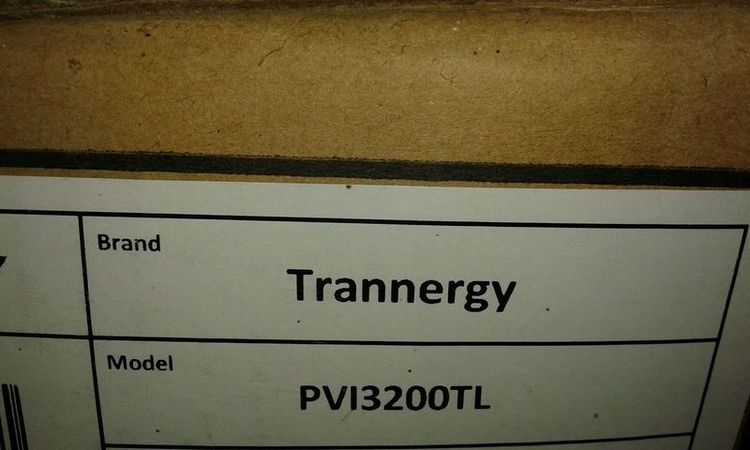 Brand
Trannergy
Model
PVI3200TL